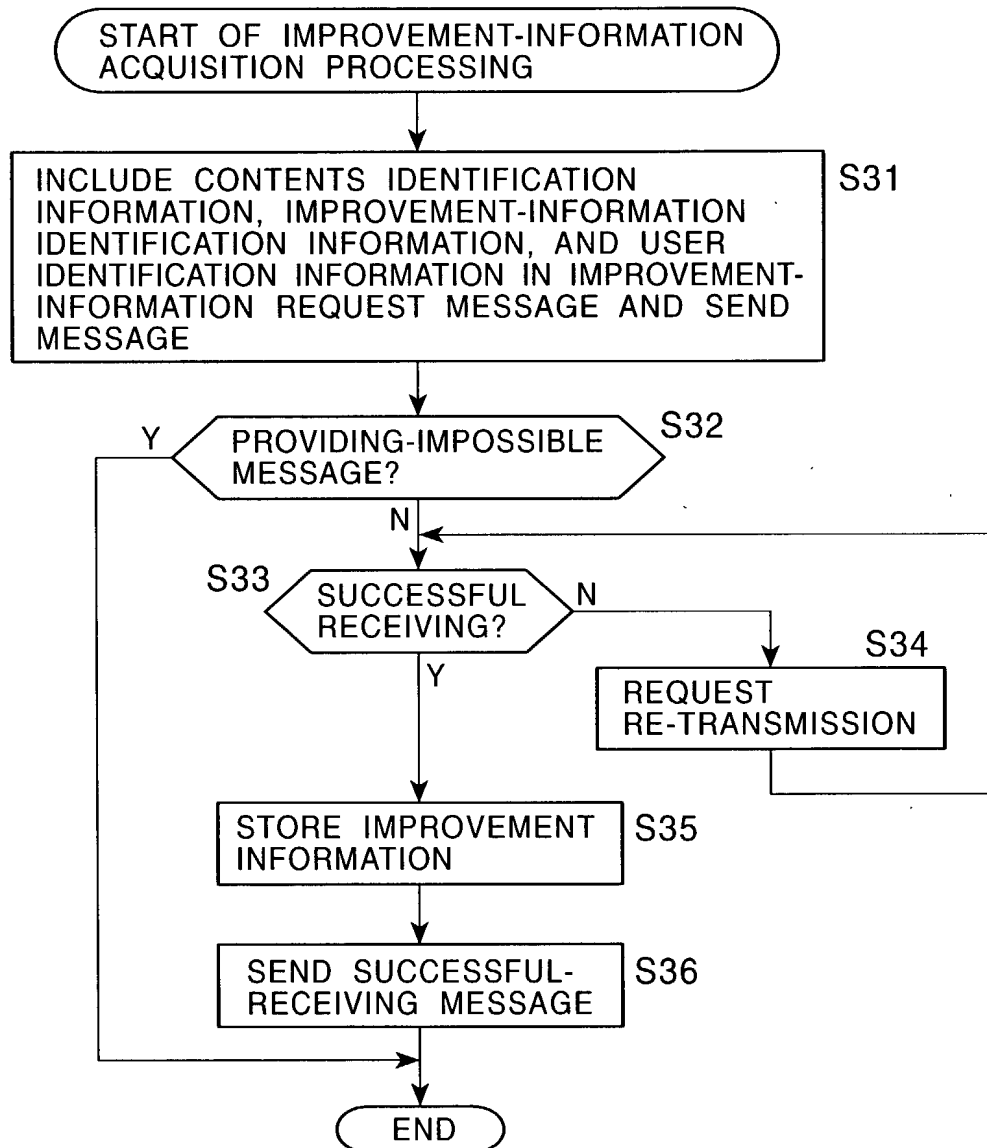 START OF IMPROVEMENT-INFORMATION
ACQUISITION PROCESSING
INCLUDE CONTENTS IDENTIFICATION
INFORMATION, IMPROVEMENT-INFORMATION
IDENTIFICATION INFORMATION, AND USER
IDENTIFICATION INFORMATION IN IMPROVEMENT-
INFORMATION REQUEST MESSAGE AND SEND
MESSAGE
S31
PROVIDING-IMPOSSIBLE
MESSAGE?
S32
Y
N
S33
SUCCESSFUL
RECEIVING?
N
Y
S34
REQUEST
RE-TRANSMISSION
STORE IMPROVEMENT
INFORMATION
S35
SEND SUCCESSFUL-
RECEIVING MESSAGE
S36
END